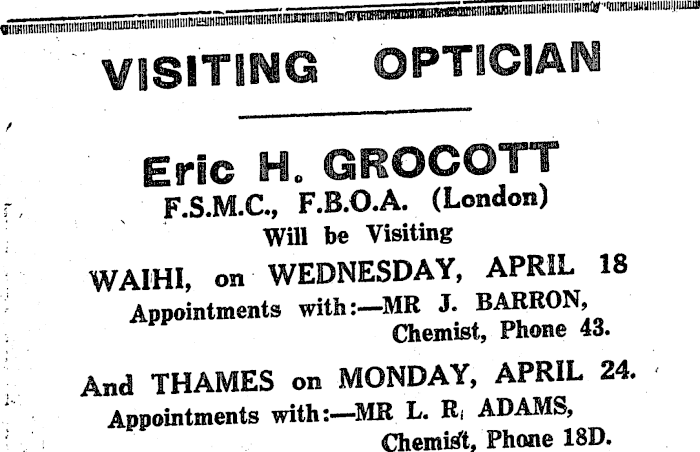 VISITING OPTICIAN
Eric H. GROCOTT
F.S.M.C., F.B.O.A. (London)
Will be Visiting
WAIHI, on WEDNESDAY, APRIL 18
Appointments with:—MR J. BARRON,
Chemist, Phone 43.
And THAMES on MONDAY, APRIL 24.
Appointments with:—MR L. R. ADAMS,
Chemist, Phone 18D.